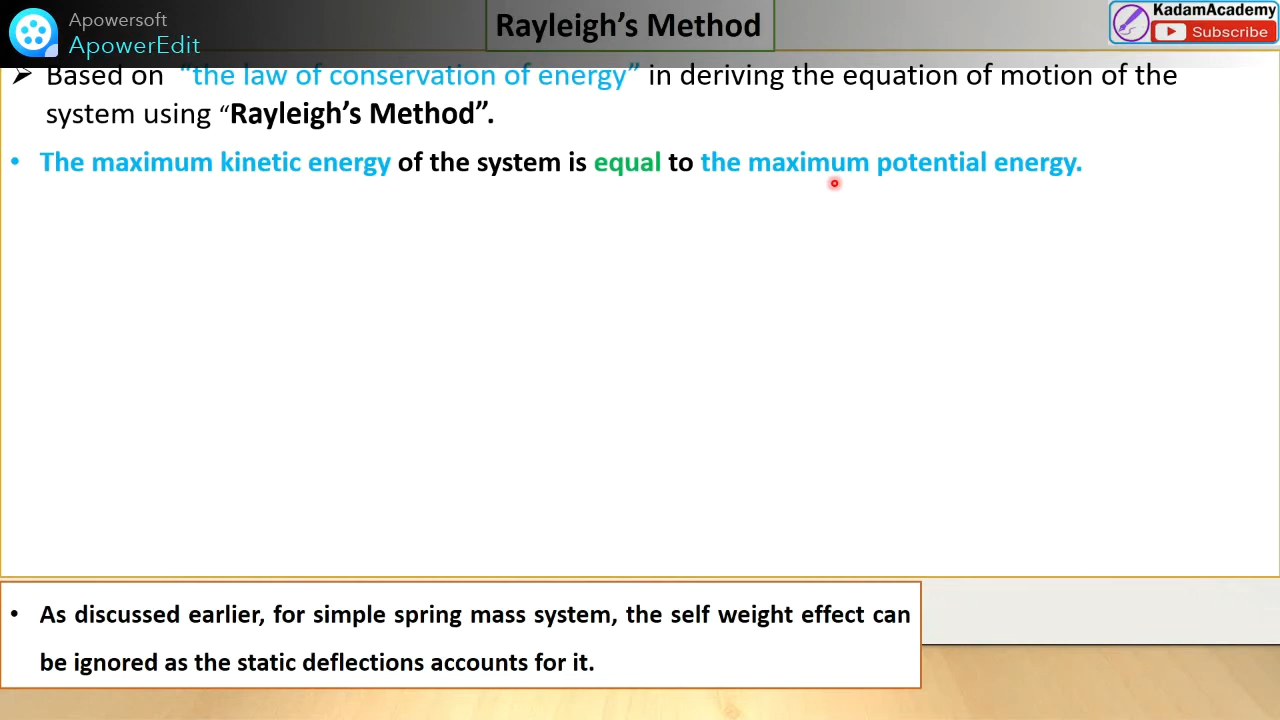 Apowersoft
ApowerEdit
Rayleigh’s Method
KadamAcademy
Subscribe
➢ Based on “the law of conservation of energy” in deriving the equation of motion of the
system using “Rayleigh’s Method”.
• The maximum kinetic energy of the system is equal to the maximum potential energy.
• As discussed earlier, for simple spring mass system, the self weight effect can
be ignored as the static deflections accounts for it.